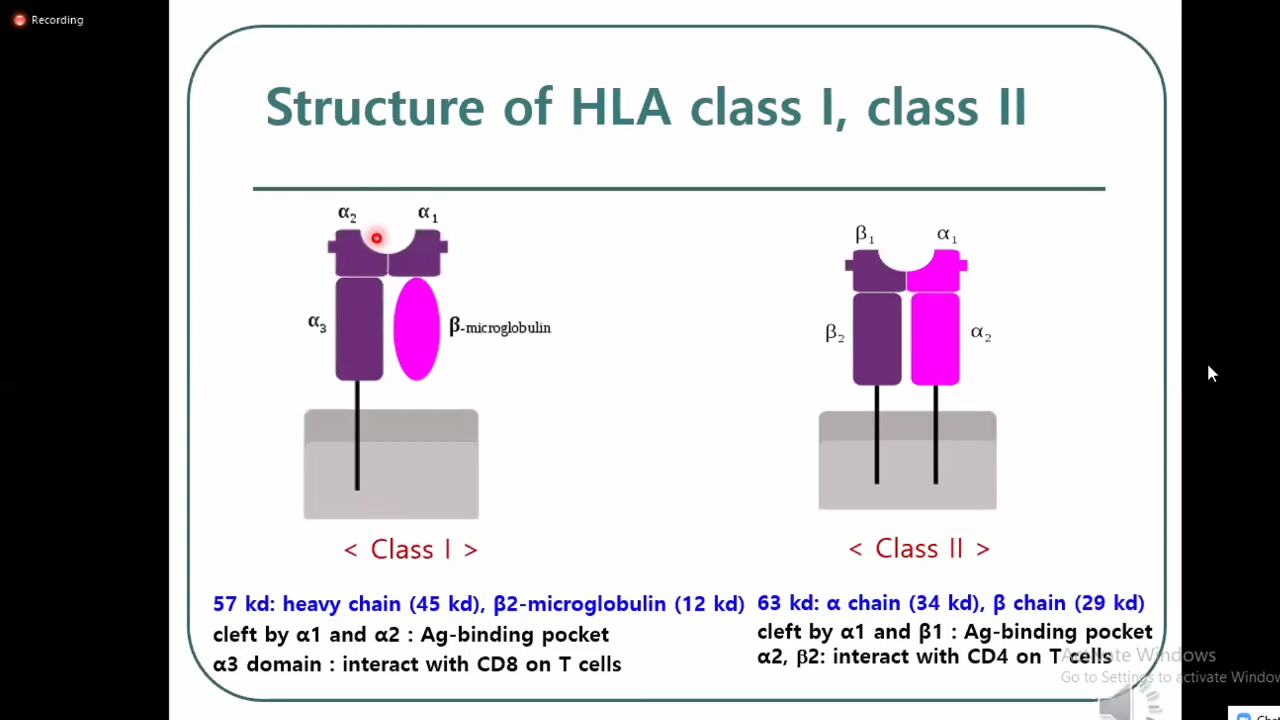 Recording
Structure of HLA class I, class II
α2 α1
α3
β-microglobulin
< Class I >
57 kd: heavy chain (45 kd), β2-microglobulin (12 kd)
cleft by α1 and α2 : Ag-binding pocket
α3 domain : interact with CD8 on T cells
β1 α1
β2 α2
< Class II >
63 kd: α chain (34 kd), β chain (29 kd)
cleft by α1 and β1 : Ag-binding pocket
α2, β2: interact with CD4 on T cells
Activate Windows
Go to Settings to activate Window